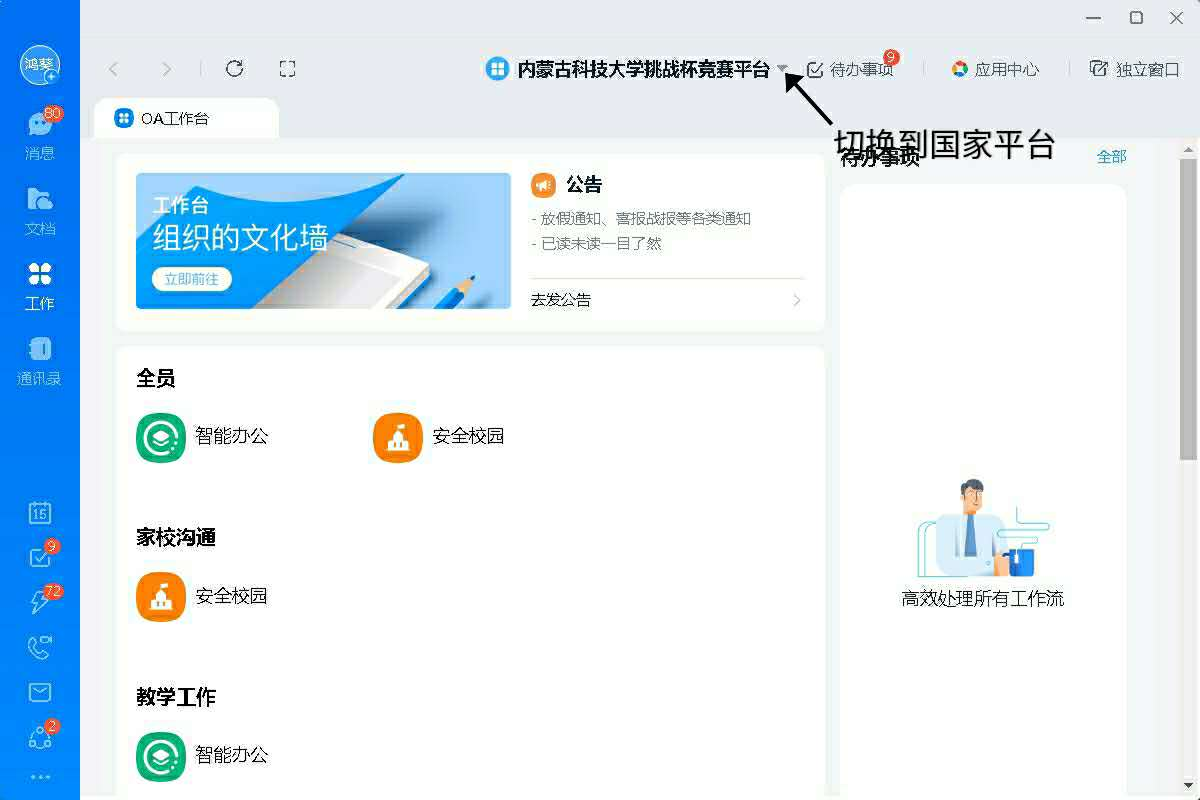 鸿葵
80
消息
文档
工作
通讯录
15
9
72
2
内蒙古科技大学挑战杯竞赛平台
待办事项
9
应用中心
独立窗口
OA工作台
切换到国家平台
待办事项
全部
工作台
组织的文化墙
立即前往
公告
- 放假通知、喜报战报等各类通知
- 已读未读一目了然
去发公告
全员
智能办公
安全校园
家校沟通
安全校园
教学工作
智能办公
高效处理所有工作流